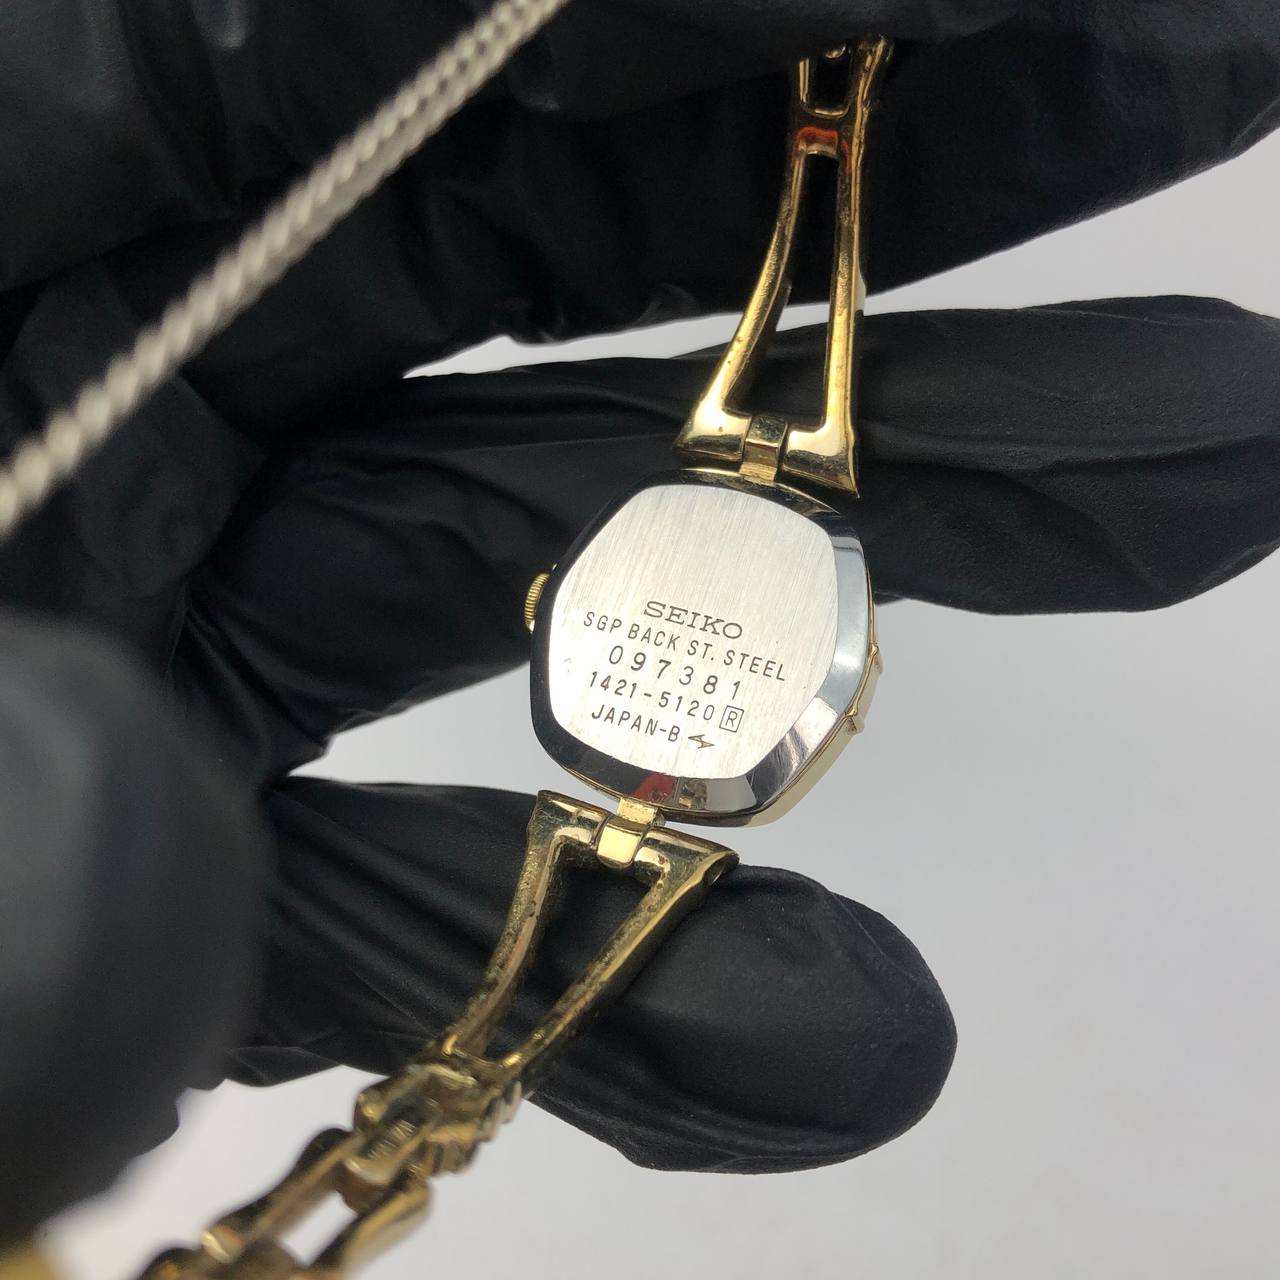 SEIKO
SGP BACK ST. STEEL
097381
1421-5120 R
JAPAN-B